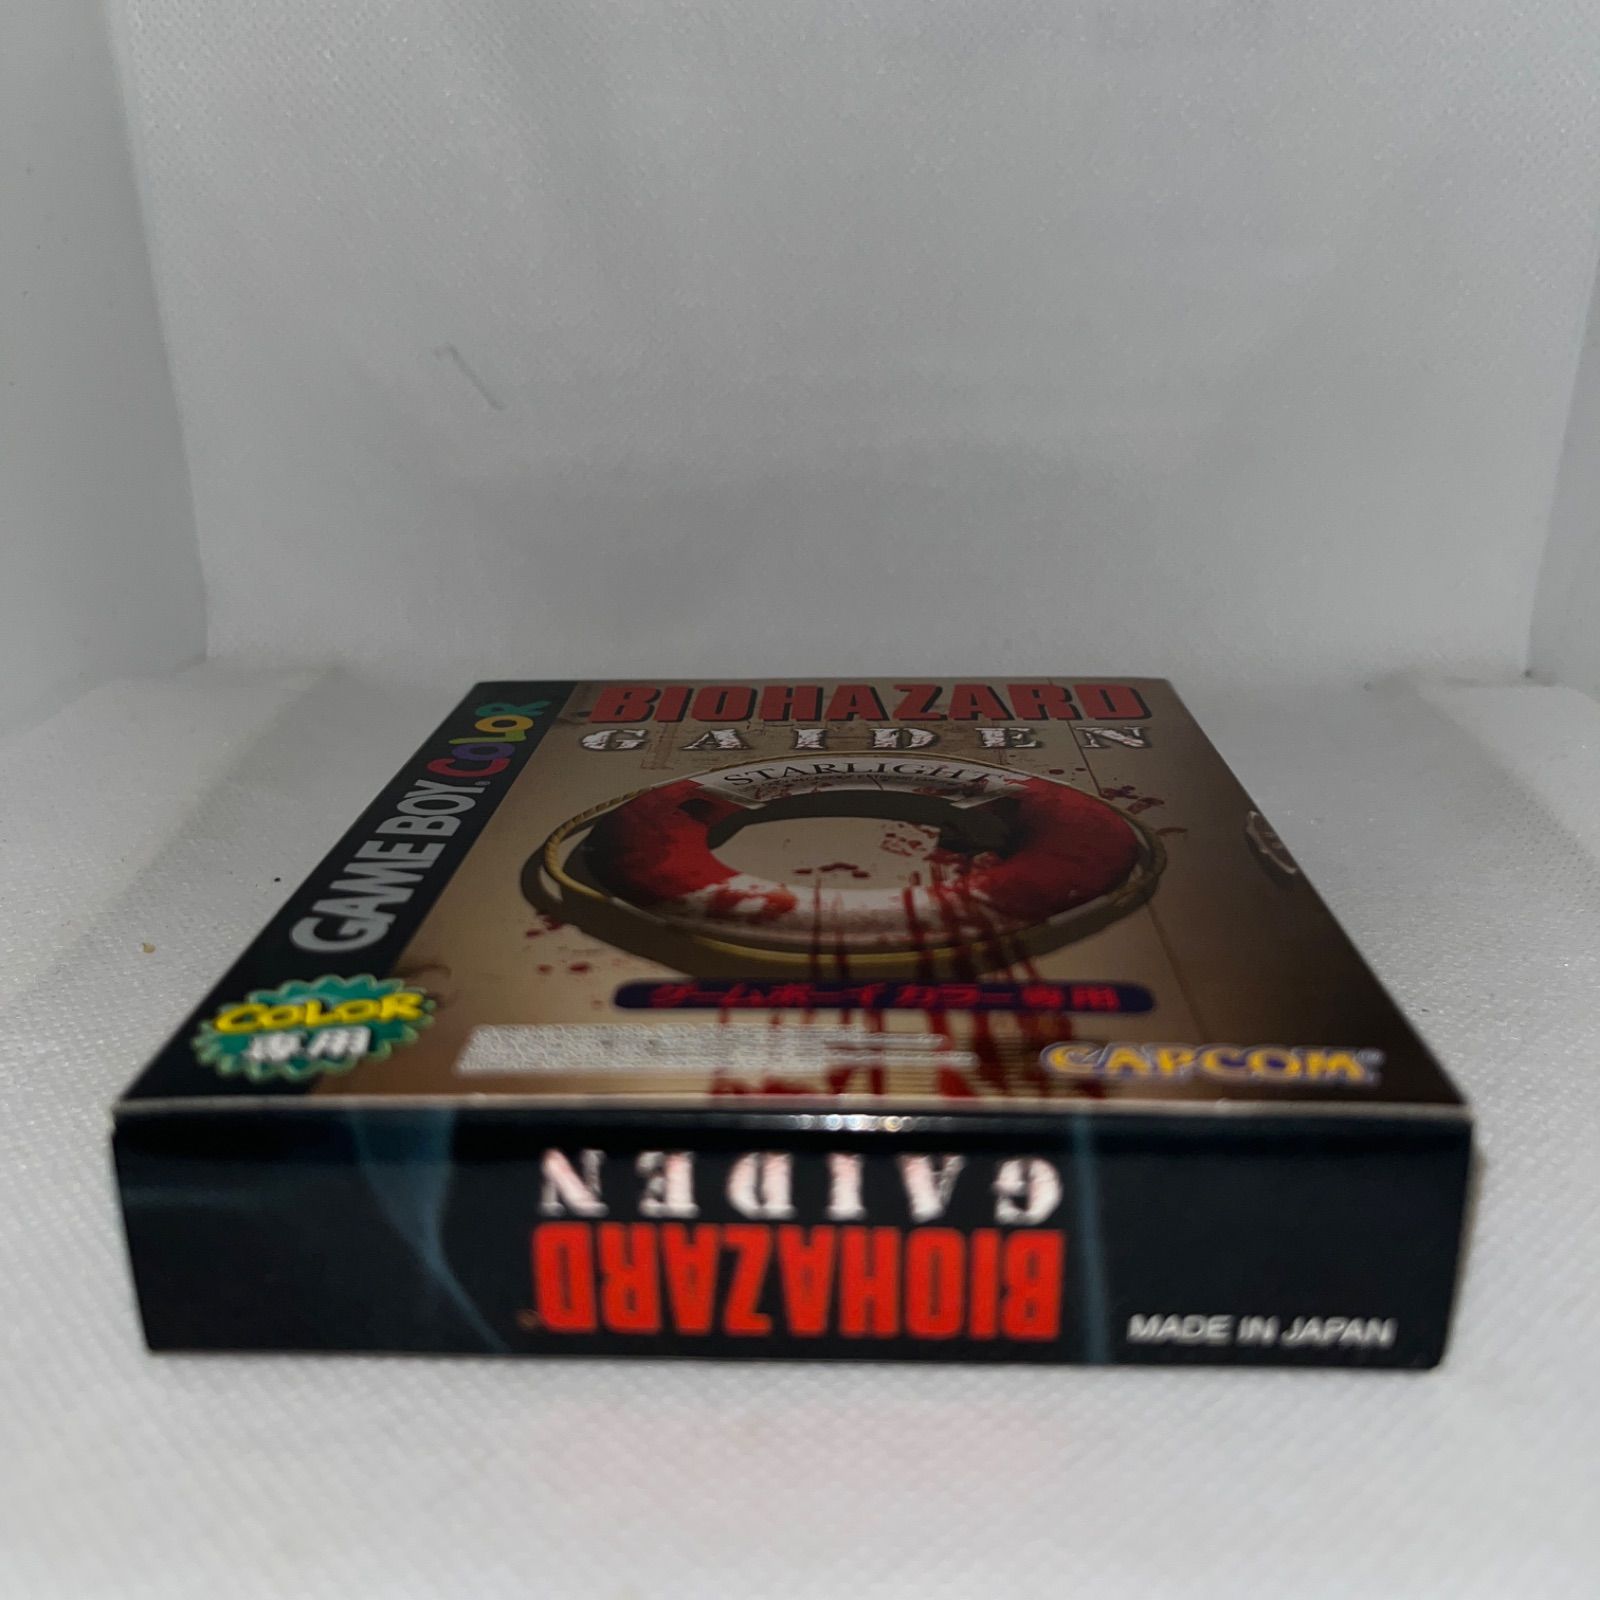 BIOHAZARD
GAIDEN
STARLIGHT
GAME BOY COLOR
ゲームボーイカラー専用
COLOR
専用
CAPCOM
GAIDEN
BIOHAZARD
MADE IN JAPAN